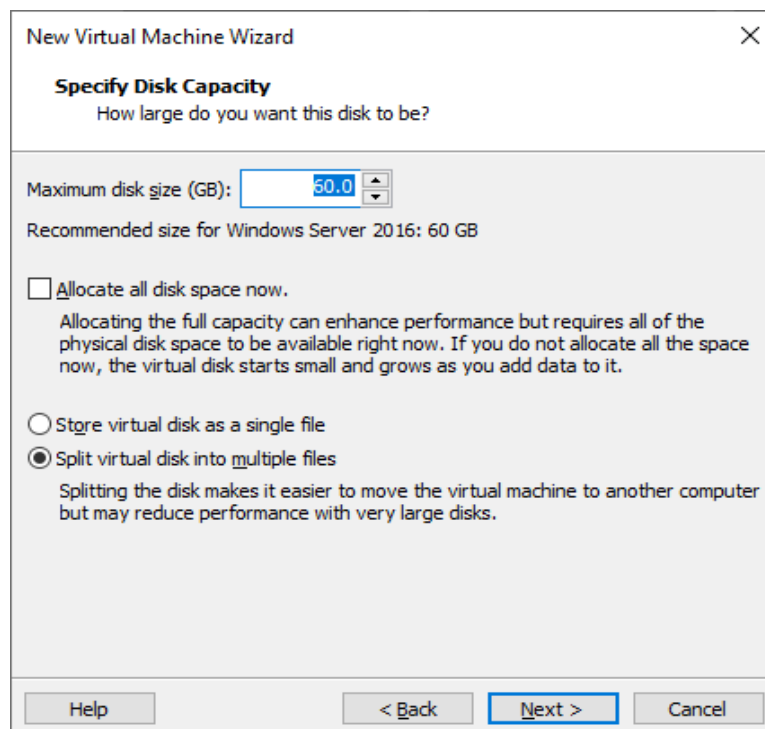 New Virtual Machine Wizard
Specify Disk Capacity
How large do you want this disk to be?
Maximum disk size (GB): 60.0
Recommended size for Windows Server 2016: 60 GB
Allocate all disk space now.
Allocating the full capacity can enhance performance but requires all of the
physical disk space to be available right now. If you do not allocate all the space
now, the virtual disk starts small and grows as you add data to it.
Store virtual disk as a single file
Split virtual disk into multiple files
Splitting the disk makes it easier to move the virtual machine to another computer
but may reduce performance with very large disks.
Help < Back Next > Cancel